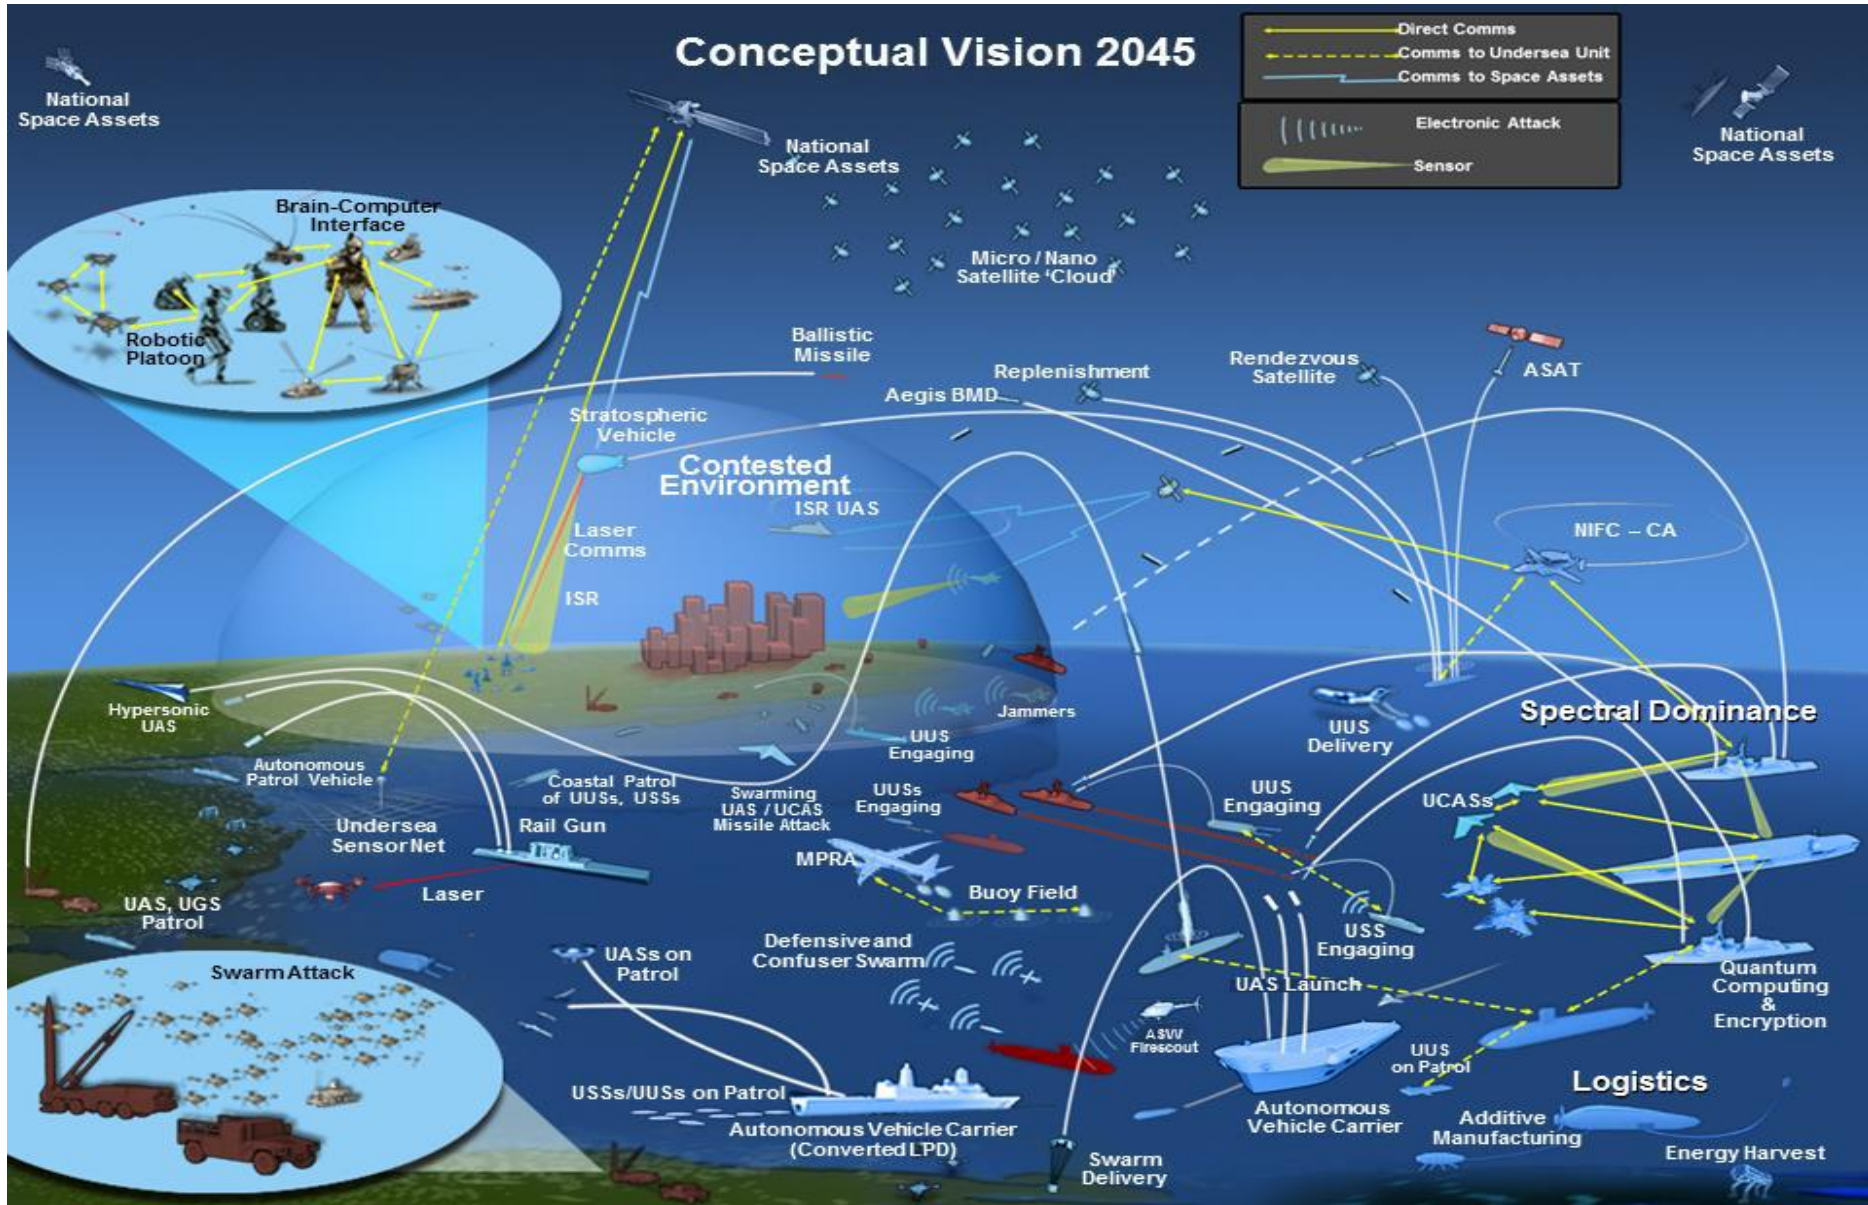 Conceptual Vision 2045
Direct Comms
Comms to Undersea Unit
Comms to Space Assets
Electronic Attack
Sensor
National
Space Assets
National
Space Assets
National
Space Assets
Brain-Computer
Interface
Robotic
Platoon
Micro / Nano
Satellite 'Cloud'
Ballistic
Missile
Aegis BMD
Replenishment
Rendezvous
Satellite
ASAT
Stratospheric
Vehicle
Contested
Environment
ISR UAS
Laser
Comms
ISR
NIFC – CA
Hypersonic
UAS
Jammers
UUS
Engaging
UUS
Delivery
Spectral Dominance
Autonomous
Patrol Vehicle
Coastal Patrol
of UUSs, USSs
Swarming
UAS / UCAS
Missile Attack
UUSs
Engaging
UUS
Engaging
UCASs
Undersea
Sensor Net
Rail Gun
MPRA
Laser
Buoy Field
UAS, UGS
Patrol
USS
Engaging
UASs on
Patrol
Defensive and
Confuser Swarm
UAS Launch
Quantum
Computing
&
Encryption
Swarm Attack
ASW
Firescout
UUS
on Patrol
Logistics
USSs/UUSs on Patrol
Autonomous Vehicle Carrier
(Converted LPD)
Autonomous
Vehicle Carrier
Additive
Manufacturing
Energy Harvest
Swarm
Delivery